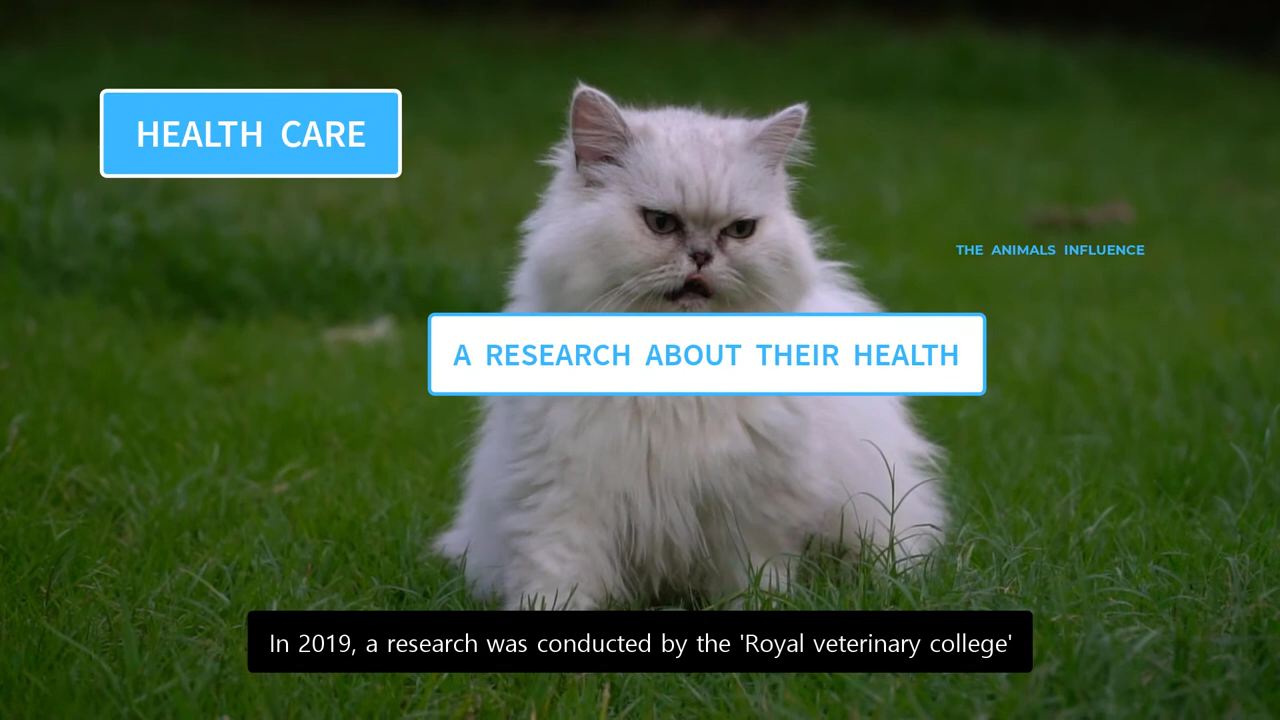 HEALTH CARE
THE ANIMALS INFLUENCE
A RESEARCH ABOUT THEIR HEALTH
In 2019, a research was conducted by the 'Royal veterinary college'